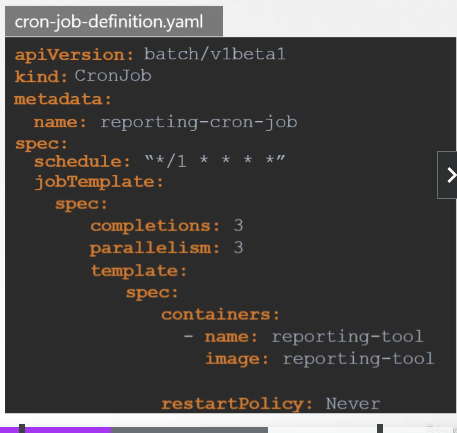 cron-job-definition.yaml
apiVersion: batch/v1beta1
kind: CronJob
metadata:
name: reporting-cron-job
spec:
schedule: “*/1 * * * *”
jobTemplate:
spec:
completions: 3
parallelism: 3
template:
spec:
containers:
- name: reporting-tool
image: reporting-tool
restartPolicy: Never